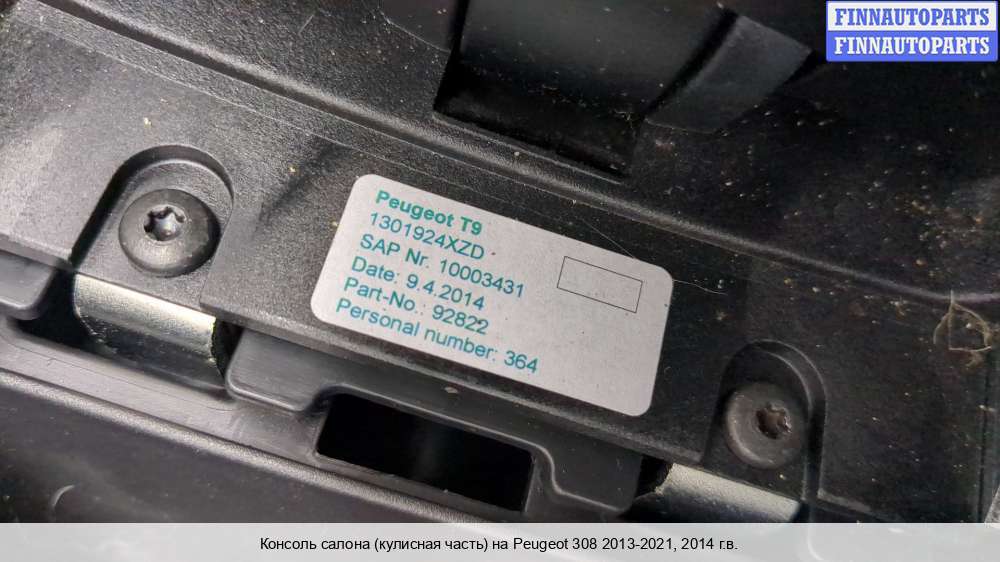 FINNAUTOPARTS
FINNAUTOPARTS
Peugeot T9
1301924XZD
SAP Nr. 10003431
Date: 9.4.2014
Part-No.: 92822
Personal number: 364
Консоль салона (кулисная часть) на Peugeot 308 2013-2021, 2014 г.в.